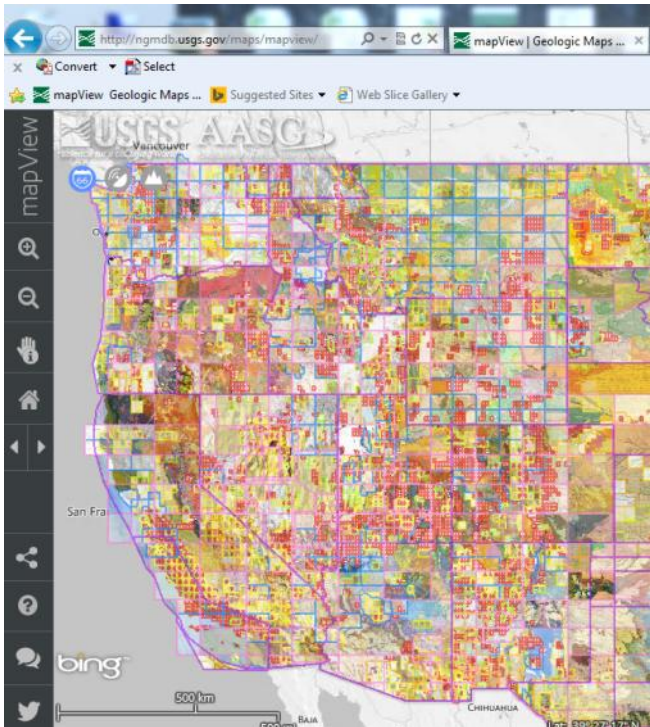 http://ngmdb.usgs.gov/maps/mapview/
mapView | Geologic Maps ...
x Convert Select
mapView Geologic Maps ... Suggested Sites Web Slice Gallery
mapView
USGS AASG
Vancouver
66
San Fra
bing
500 km
BAJA
CHIHUAHUA